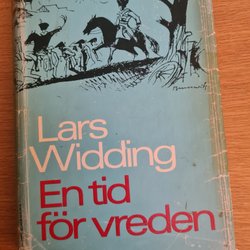 Lars
Widding
En tid
för vreden